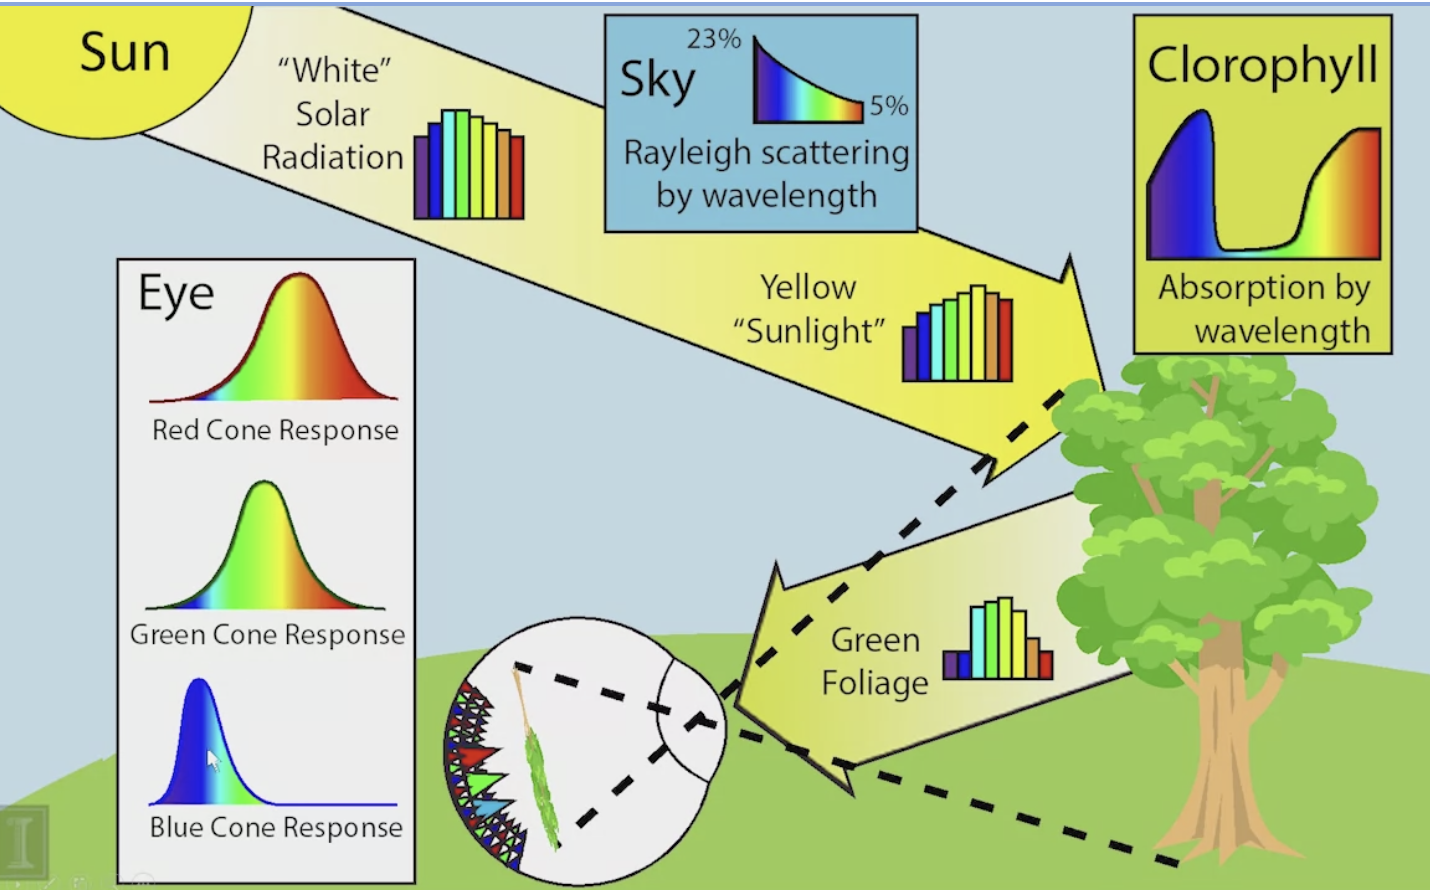 Sun
“White”
Solar
Radiation
23%
Sky
5%
Rayleigh scattering
by wavelength
Clorophyll
Absorption by
wavelength
Yellow
“Sunlight”
Eye
Red Cone Response
Green Cone Response
Blue Cone Response
Green
Foliage
I